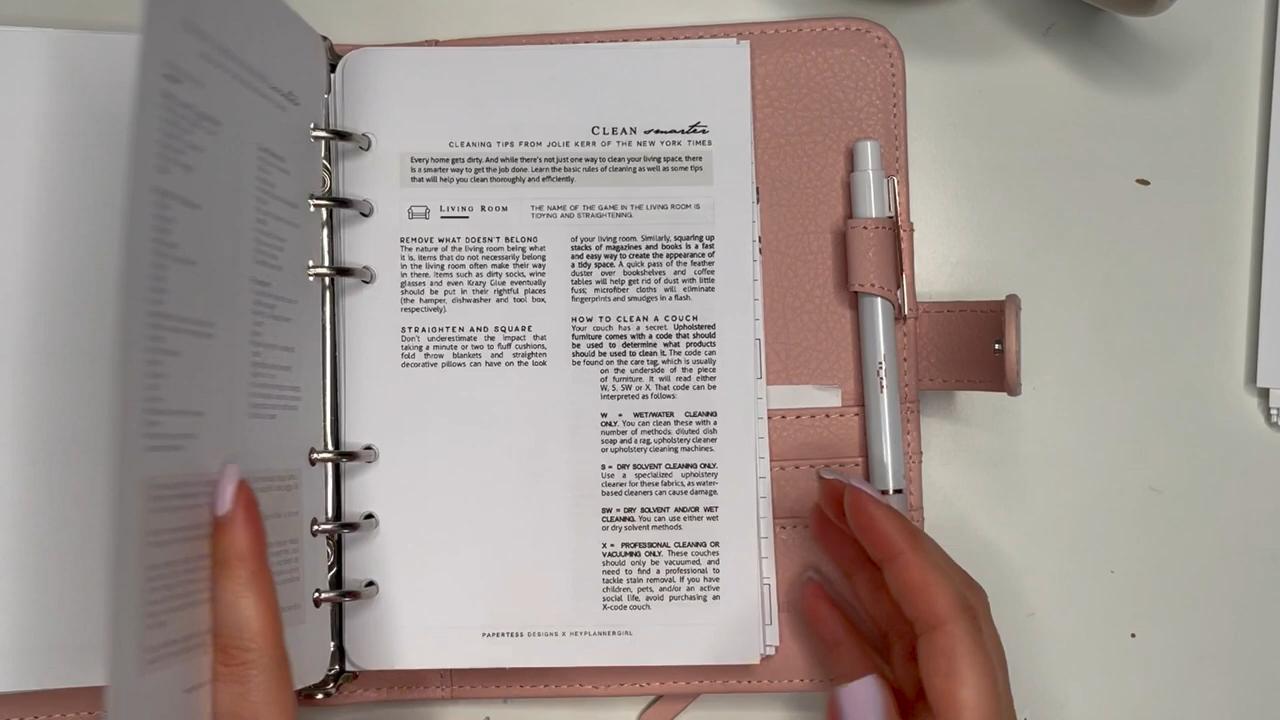 CLEAN smarter
CLEANING TIPS FROM JOLIE KERR OF THE NEW YORK TIMES
Every home gets dirty. And while there's not just one way to clean your living space, there
is a smarter way to get the job done. Learn the basic rules of cleaning as well as some tips
that will help you clean thoroughly and efficiently.
LIVING ROOM
THE NAME OF THE GAME IN THE LIVING ROOM IS
TIDYING AND STRAIGHTENING.
REMOVE WHAT DOESN'T BELONG
The nature of the living room being what
it is, items that do not necessarily belong
in the living room often make their way
in there. Items such as dirty socks, wine
glasses and even Krazy Glue eventually
should be put in their rightful places
(the hamper, dishwasher and tool box,
respectively).
STRAIGHTEN AND SQUARE
Don't underestimate the impact that
taking a minute or two to fluff cushions,
fold throw blankets and straighten
decorative pillows can have on the look
of your living room. Similarly, squaring up
stacks of magazines and books is a fast
and easy way to create the appearance of
a tidy space. A quick pass of the feather
duster over bookshelves and coffee
tables will help get rid of dust with little
fuss; microfiber cloths will eliminate
fingerprints and smudges in a flash.
HOW TO CLEAN A COUCH
Your couch has a secret. Upholstered
furniture comes with a code that should
be used to determine what products
should be used to clean it. The code can
be found on the care tag, which is usually
on the underside of the piece
of furniture. It will read either
W, S, SW or X. That code can be
interpreted as follows:
W = WET/WATER CLEANING
ONLY. You can clean these with a
number of methods: diluted dish
soap and a rag, upholstery cleaner
or upholstery cleaning machines.
S = DRY SOLVENT CLEANING ONLY.
Use a specialized upholstery
cleaner for these fabrics, as water-
based cleaners can cause damage.
SW = DRY SOLVENT AND/OR WET
CLEANING. You can use either wet
or dry solvent methods.
X = PROFESSIONAL CLEANING OR
VACUUMING ONLY. These couches
should only be vacuumed, and
need to find a professional to
tackle stain removal. If you have
children, pets, and/or an active
social life, avoid purchasing an
X-code couch.
PAPERTESS DESIGNS X HEYPLANNERGIRL